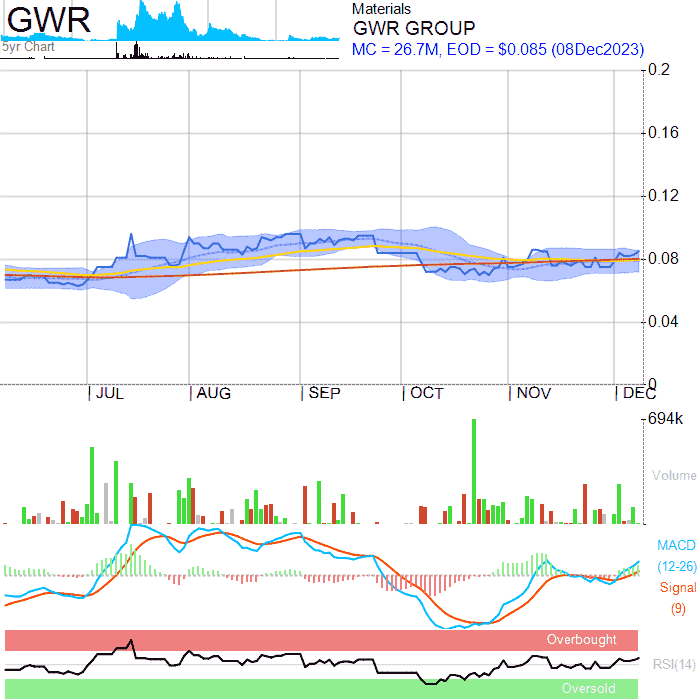 GWR
5yr Chart
Materials
GWR GROUP
MC = 26.7M, EOD = $0.085 (08Dec2023)
0.2
0.16
0.12
0.08
0.04
0
JUL AUG SEP OCT NOV DEC
694k
Volume
MACD
(12-26)
Signal
(9)
Overbought
RSI(14)
Oversold